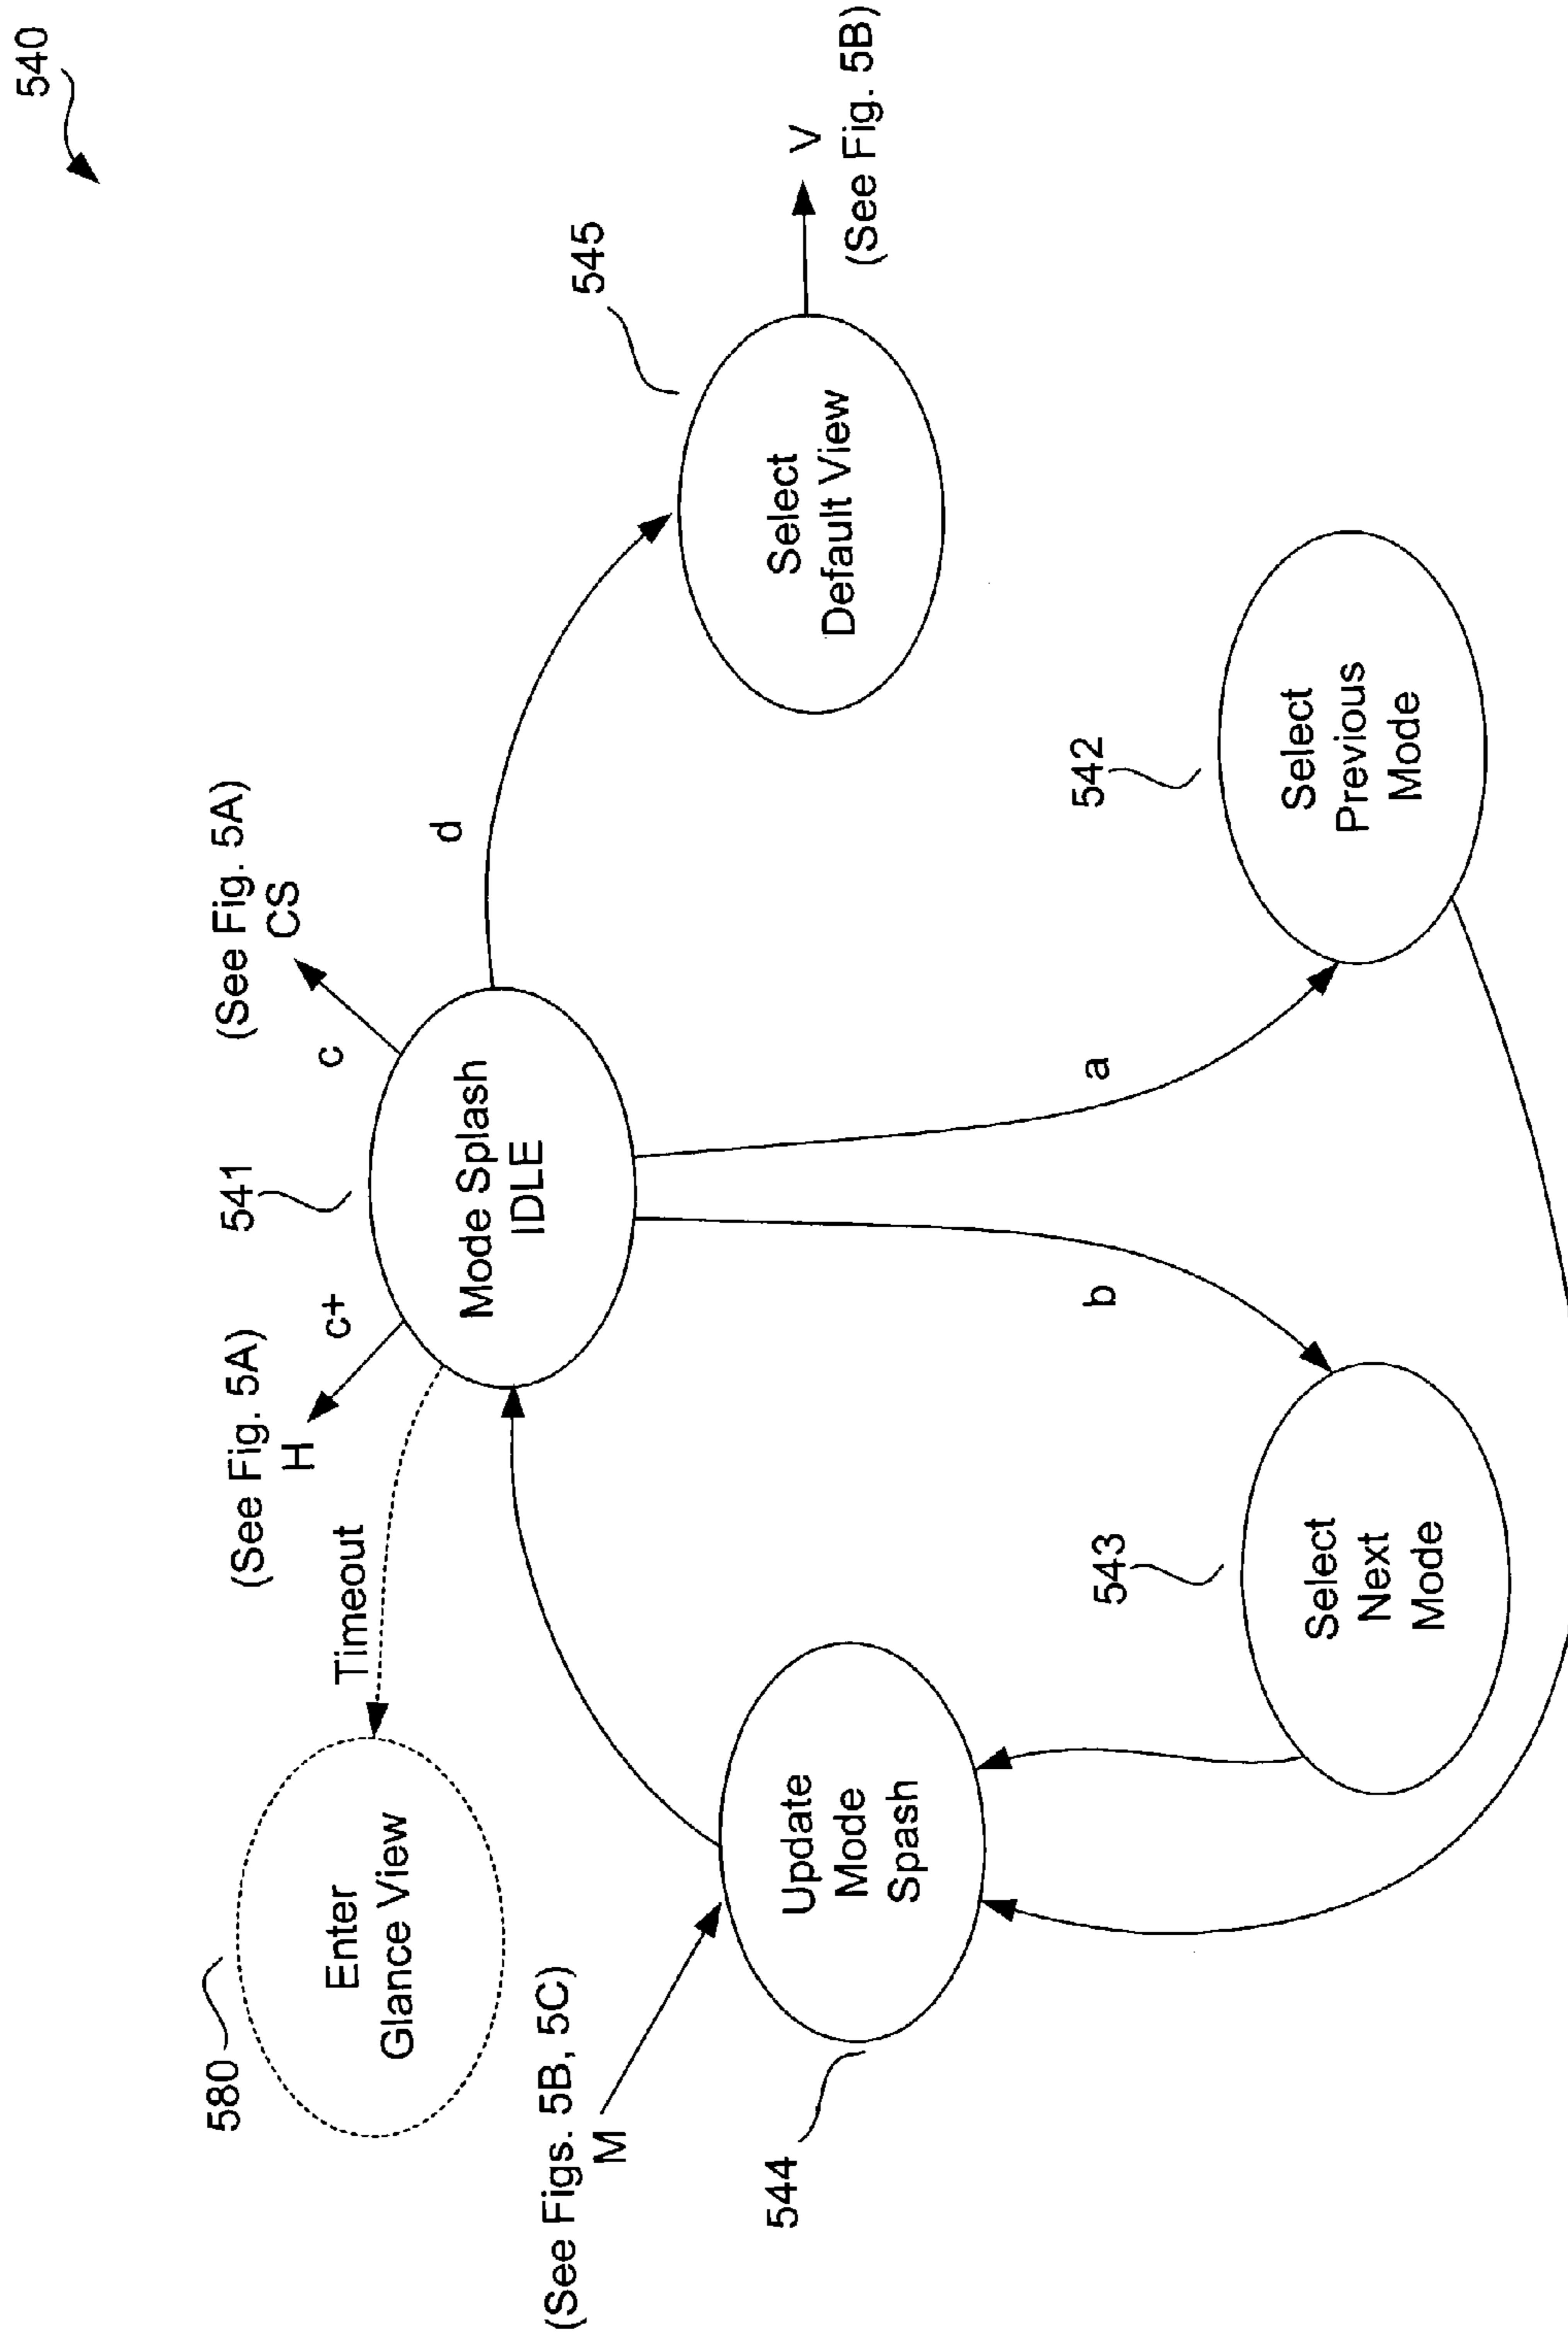 540
(See Fig. 5A)
H
c+
541
c
(See Fig. 5A)
CS
580
Enter
Glance View
Timeout
Mode Splash
IDLE
d
545
Select
Default View
V
(See Fig. 5B)
(See Figs. 5B, 5C)
M
544
Update
Mode
Spash
b
a
543
Select
Next
Mode
542
Select
Previous
Mode